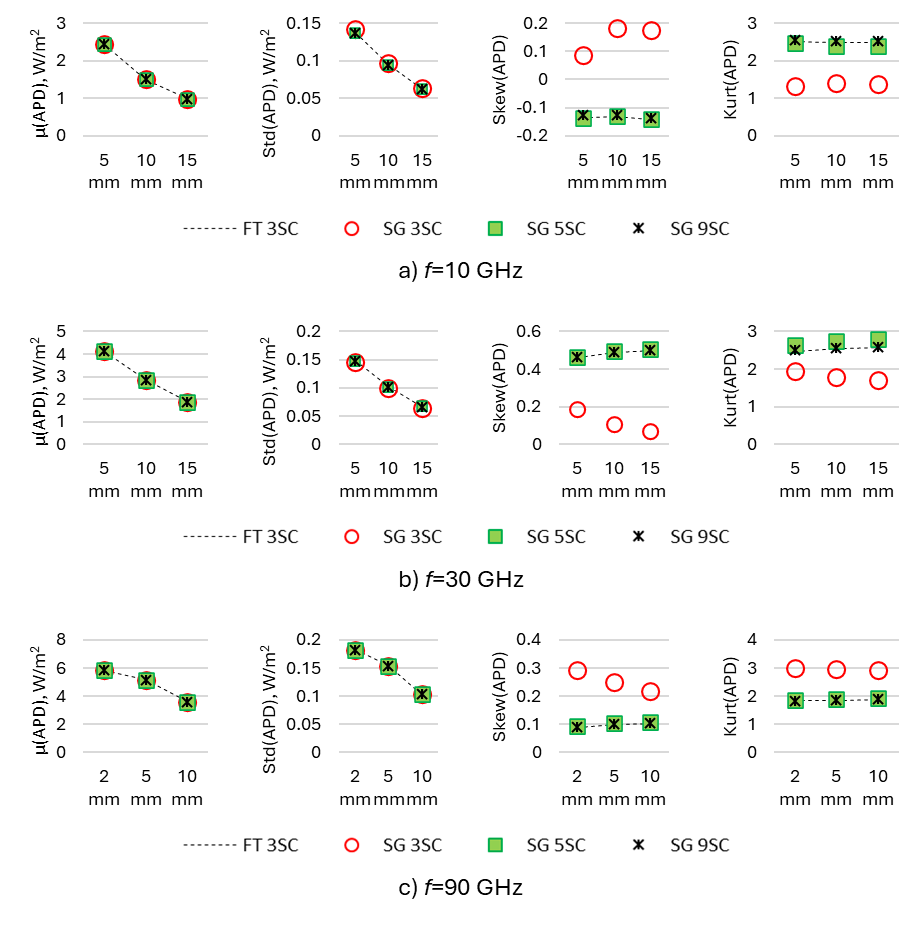 μ(APD), W/m²
3
2
1
0
5 10 15
mm mm mm
Std(APD), W/m²
0.15
0.1
0.05
0
5 10 15
mm mm mm
Skew(APD)
0.2
0.1
0
-0.1
-0.2
5 10 15
mm mm mm
Kurt(APD)
3
2
1
0
5 10 15
mm mm mm
FT 3SC SG 3SC SG 5SC SG 9SC
a) f=10 GHz
μ(APD), W/m²
5
4
3
2
1
0
5 10 15
mm mm mm
Std(APD), W/m²
0.2
0.15
0.1
0.05
0
5 10 15
mm mm mm
Skew(APD)
0.6
0.4
0.2
0
5 10 15
mm mm mm
Kurt(APD)
3
2
1
0
5 10 15
mm mm mm
FT 3SC SG 3SC SG 5SC SG 9SC
b) f=30 GHz
μ(APD), W/m²
8
6
4
2
0
2 5 10
mm mm mm
Std(APD), W/m²
0.2
0.15
0.1
0.05
0
2 5 10
mm mm mm
Skew(APD)
0.4
0.3
0.2
0.1
0
2 5 10
mm mm mm
Kurt(APD)
4
3
2
1
0
2 5 10
mm mm mm
FT 3SC SG 3SC SG 5SC SG 9SC
c) f=90 GHz